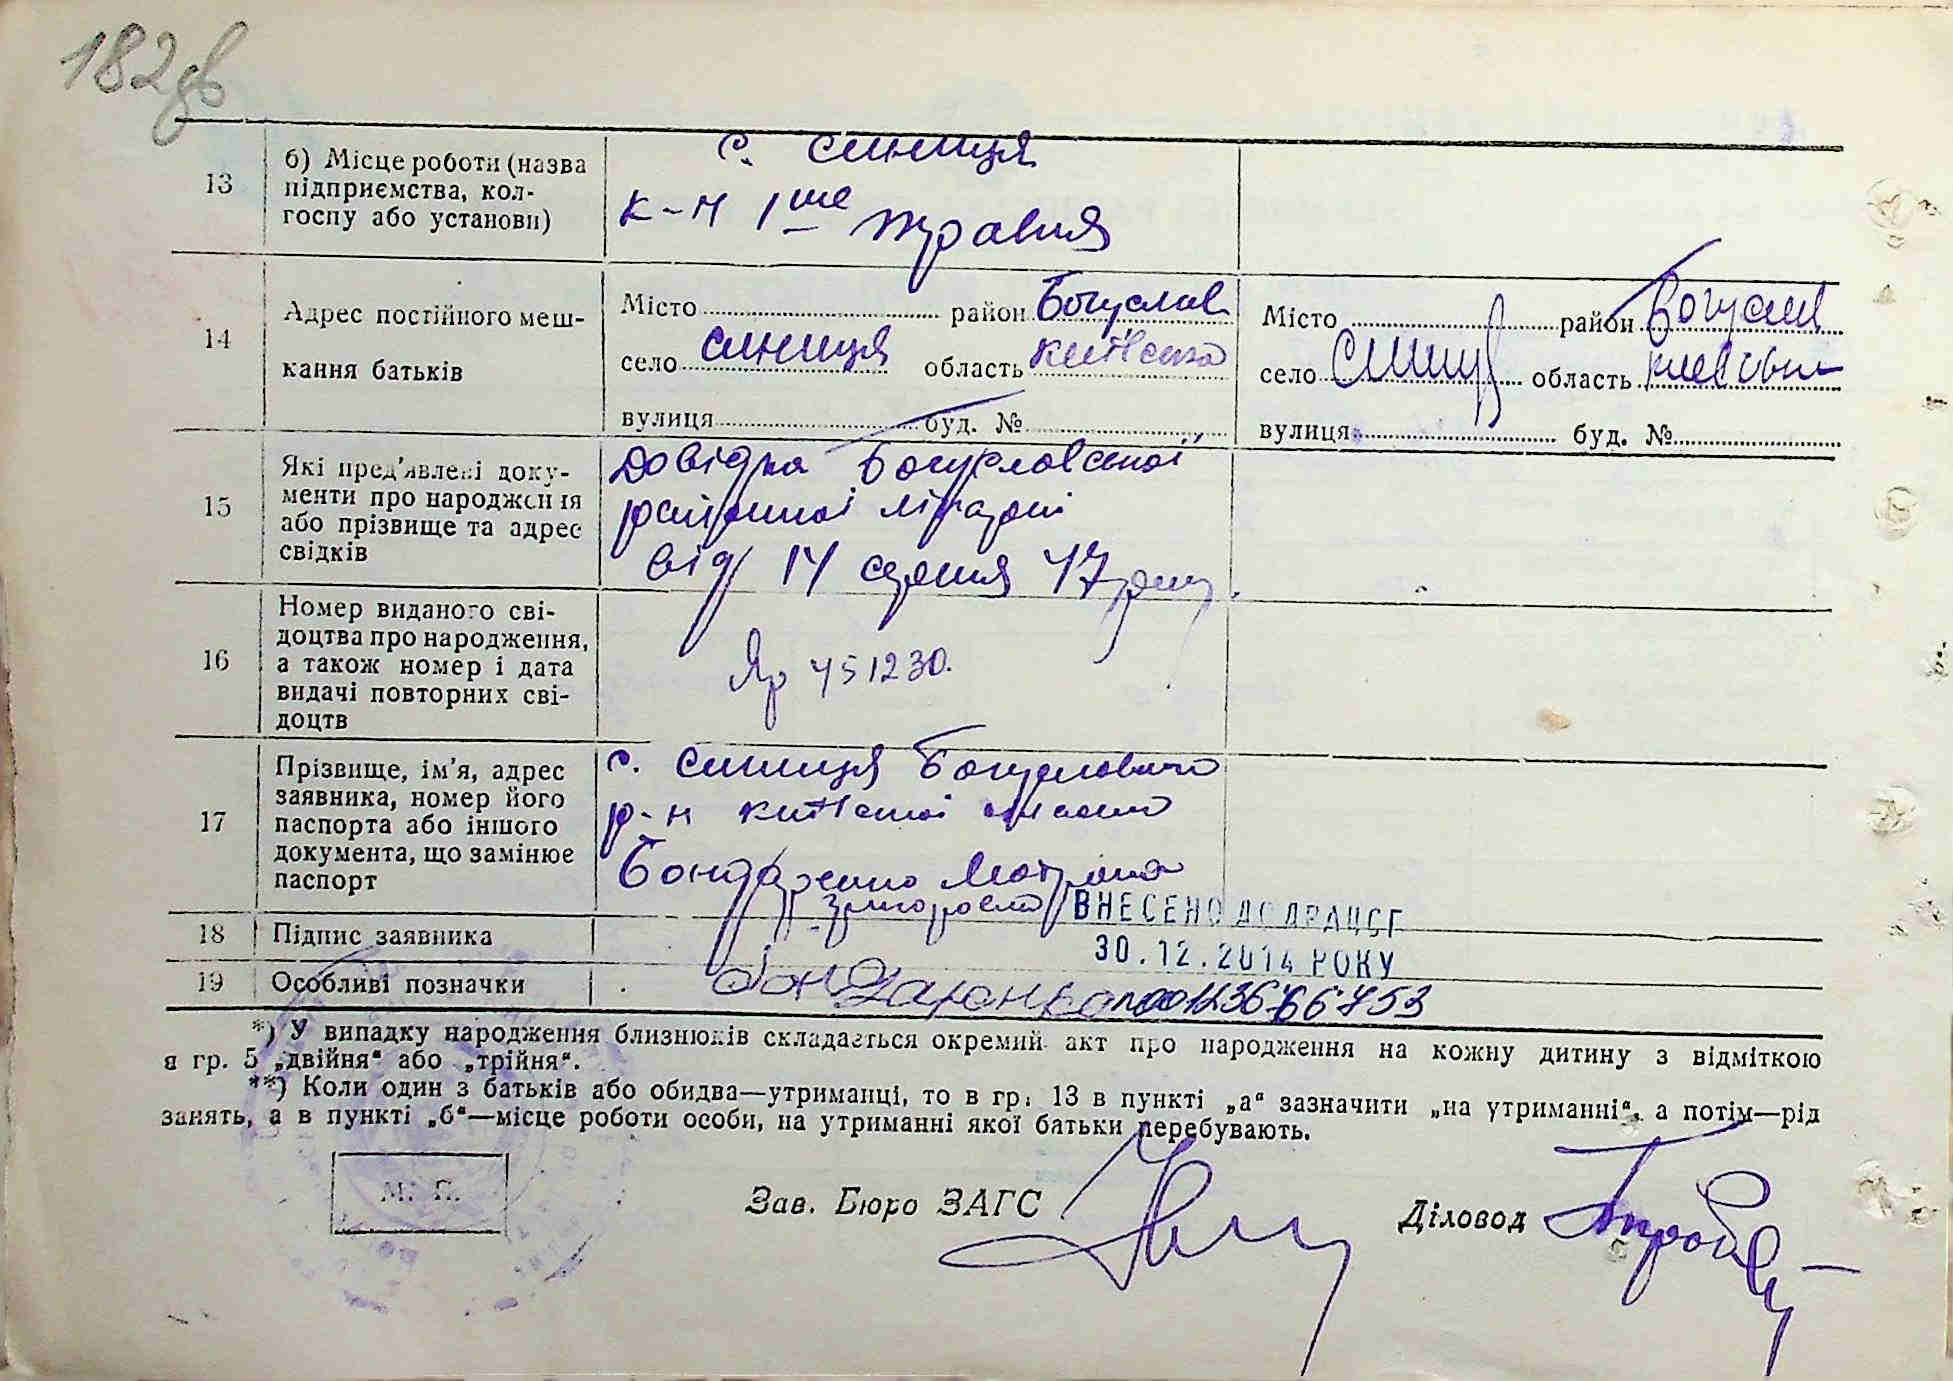 182зв
13
б) Місце роботи (назва
підприємства, кол-
госпу або установи)
с. Синиця
к-п 1ше травня
14
Адрес постійного меш-
кання батьків
Місто район Богуслав
село Синиця область Київська
вулиця буд. №
Місто район Богуслав
село Синиця область
вулиця буд. №
15
Які пред'явлені доку-
менти про народження
або прізвище та адрес
свідків
Довідка Богуславської
районної лікарні
від 14 серпня 47 року.
16
Номер виданого сві-
доцтва про народження,
а також номер і дата
видачі повторних сві-
доцтв
Яр 451230.
17
Прізвище, ім'я, адрес
заявника, номер його
паспорта або іншого
документа, що замінює
паспорт
с. Синиця Богуславського
р-н Київської
Бондаренко Мотрона
ВНЕСЕНО ДО ДРАЦСГ
18
Підпис заявника
30.12.2014 РОКУ
19
Особливі позначки
Бондаренко
*) У випадку народження близнюків складається окремий акт про народження на кожну дитину з відміткою
в гр. 5 „двійня“ або „трійня“.
**) Коли один з батьків або обидва—утриманці, то в гр. 13 в пункті „а“ зазначити „на утриманні“, а потім—рід
занять, а в пункті „б“—місце роботи особи, на утриманні якої батьки перебувають.
М. П.
Зав. Бюро ЗАГС
Діловод